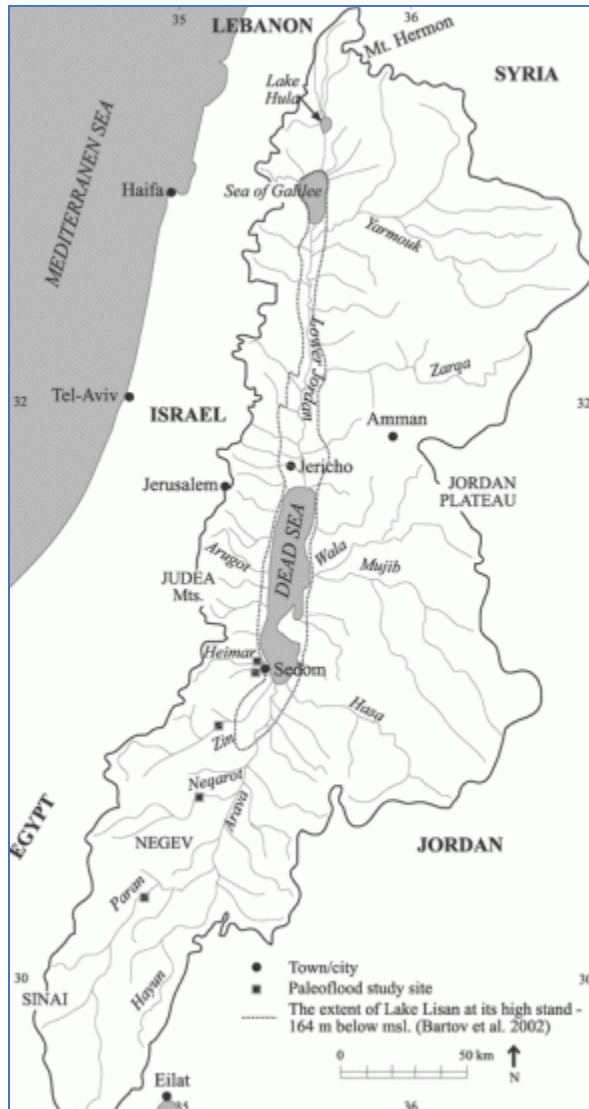 35
36
LEBANON
Mt. Hermon
SYRIA
Lake
Hula
MEDITERRANEN SEA
Haifa
Sea of Galilee
Yarmouk
Lower Jordan
Zarqa
32
Tel-Aviv
32
ISRAEL
Amman
Jericho
Jerusalem
JORDAN
PLATEAU
DEAD SEA
Arugot
Wala
Mujib
JUDEA
Mts.
Heimar
Sedom
Hasa
Zin
Neqarot
Arava
EGYPT
NEGEV
JORDAN
Paran
Hayun
Town/city
Paleoflood study site
The extent of Lake Lisan at its high stand -
164 m below msl. (Bartov et al. 2002)
30
30
SINAI
0
50 km
N
Eilat
35
36